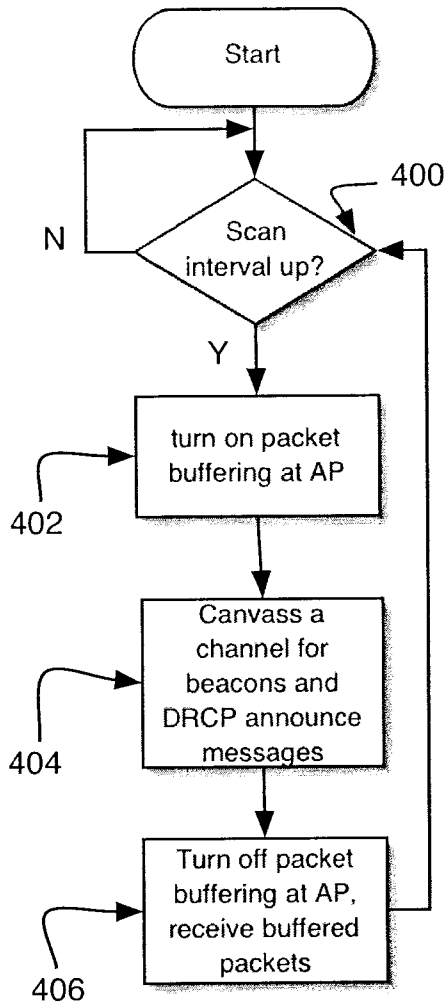 Start
400
N
Scan
interval up?
Y
turn on packet
buffering at AP
402
Canvass a
channel for
beacons and
DRCP announce
messages
404
Turn off packet
buffering at AP,
receive buffered
packets
406